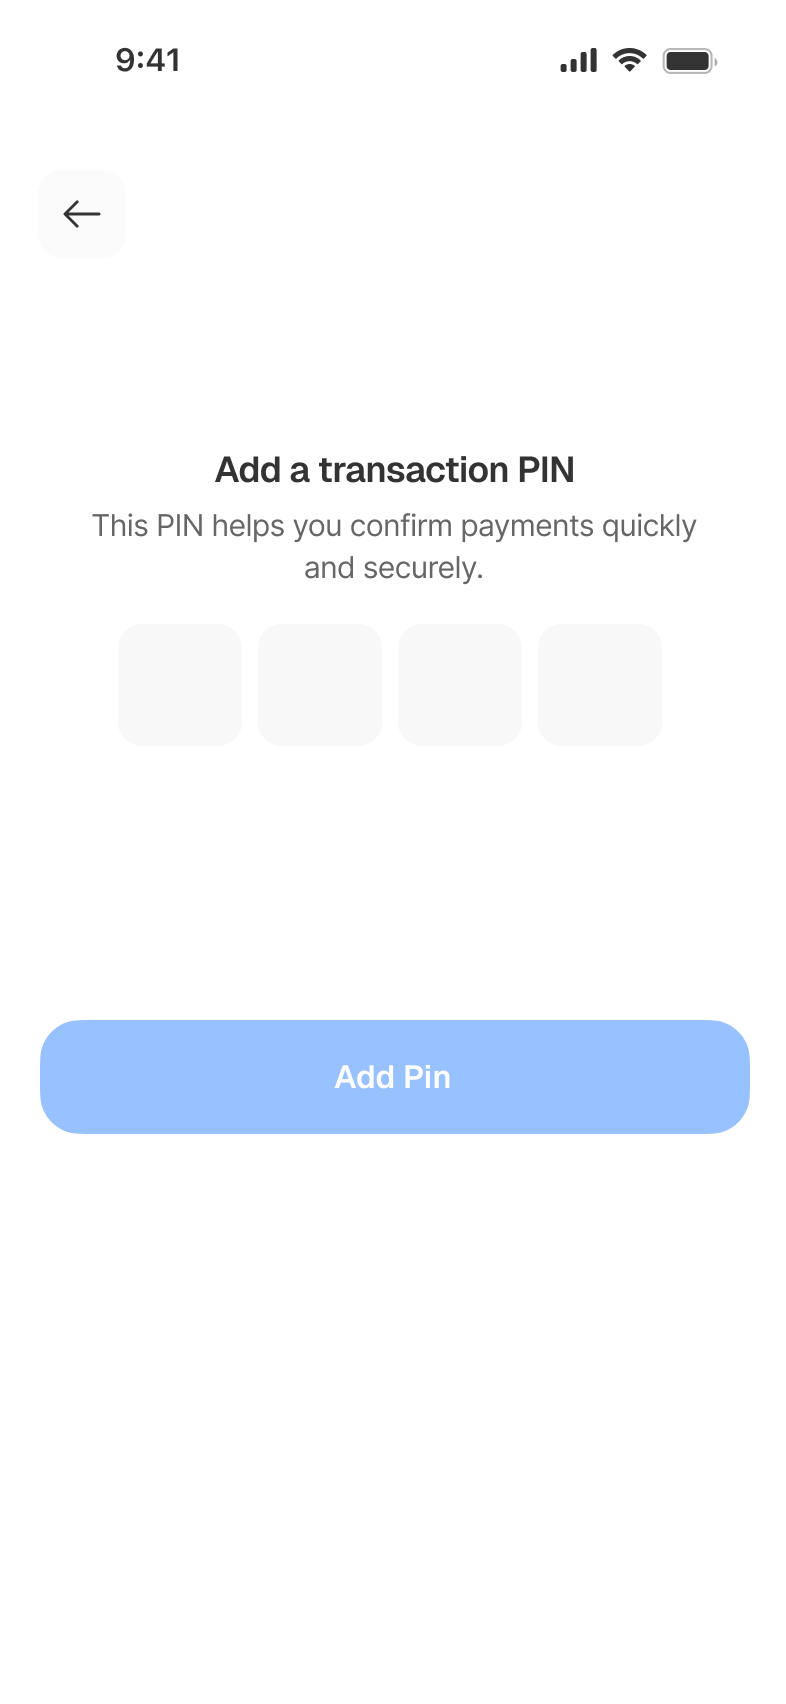 9:41
Add a transaction PIN
This PIN helps you confirm payments quickly
and securely.
Add Pin